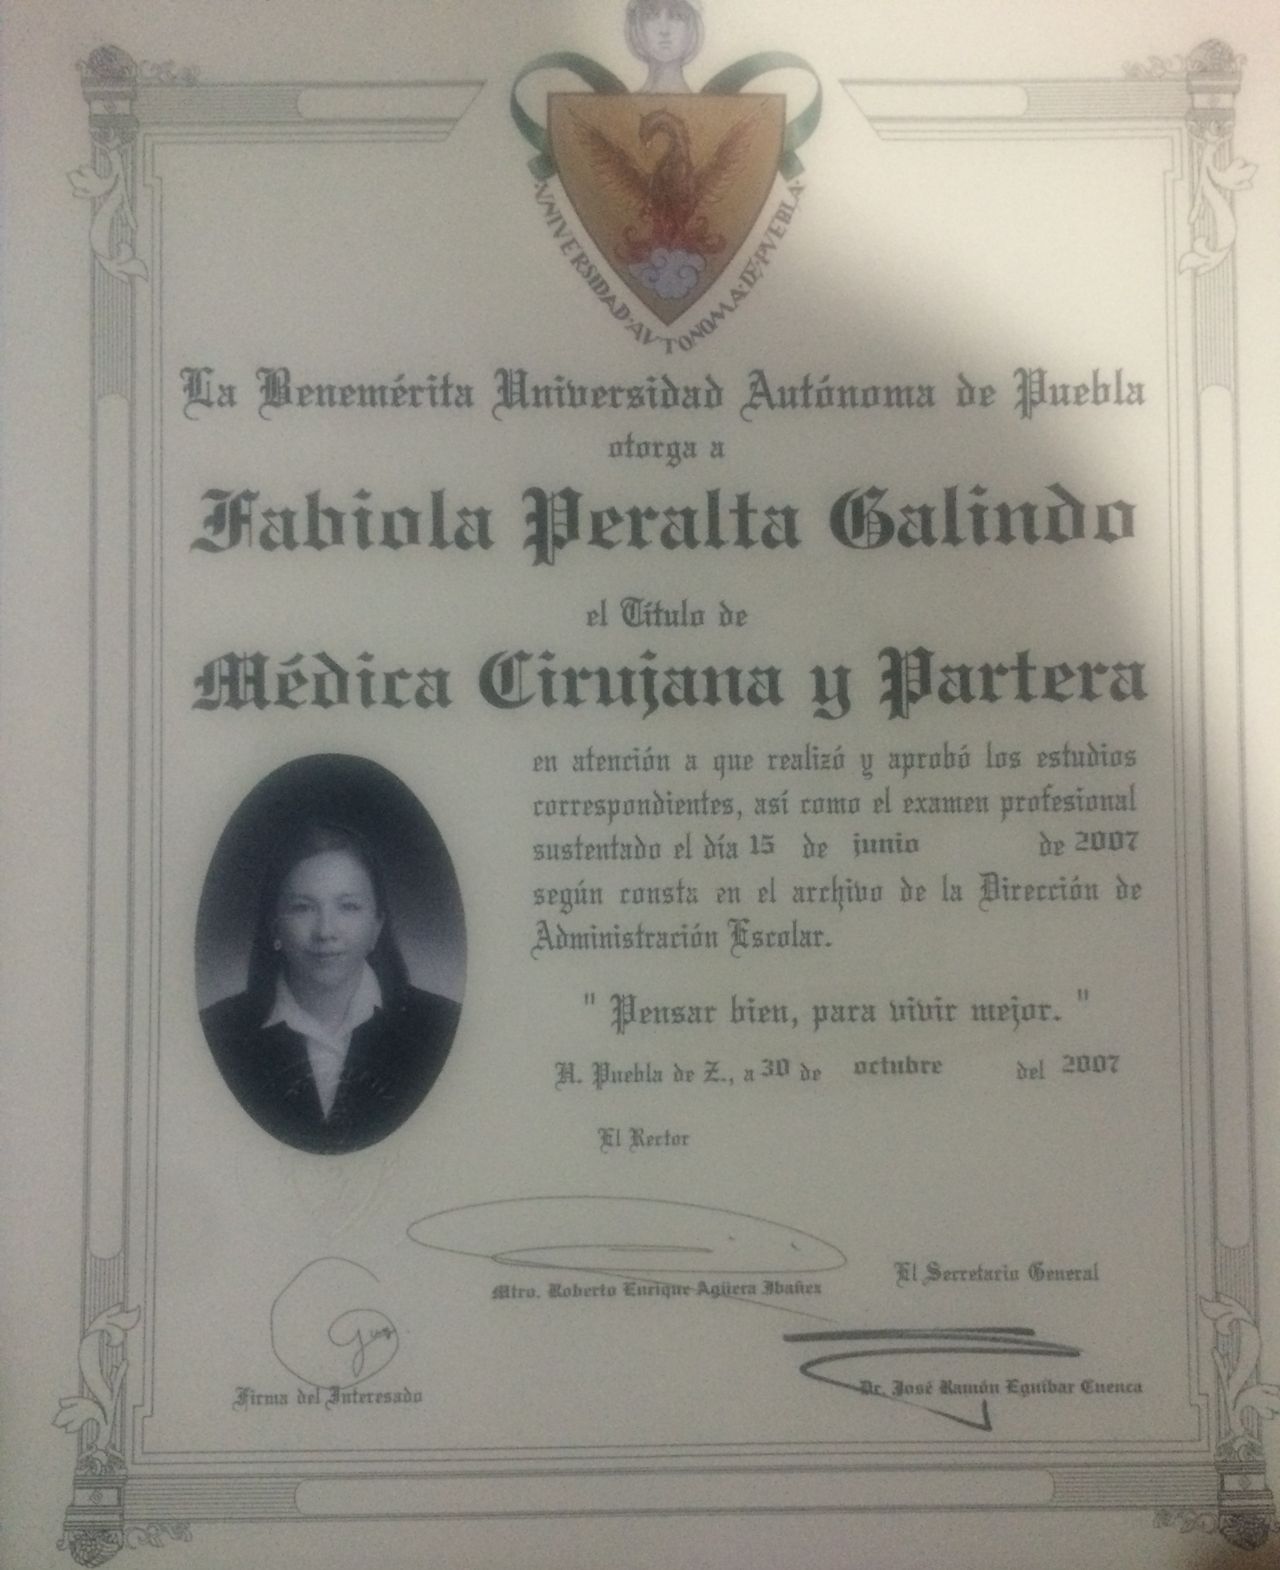 UNIVERSIDAD·AVTONOMA·DE·PVEBLA·
La Benemérita Universidad Autónoma de Puebla
otorga a
Fabiola Peralta Galindo
el Título de
Médica Cirujana y Partera
en atención a que realizó y aprobó los estudios
correspondientes, así como el examen profesional
sustentado el día 15 de junio de 2007
según consta en el archivo de la Dirección de
Administración Escolar.
" Pensar bien, para vivir mejor. "
H. Puebla de Z., a 30 de octubre del 2007
El Rector
Mtro. Roberto Enrique Agüera Ibañez
El Secretario General
Dr. José Ramón Eguibar Cuenca
Firma del Interesado